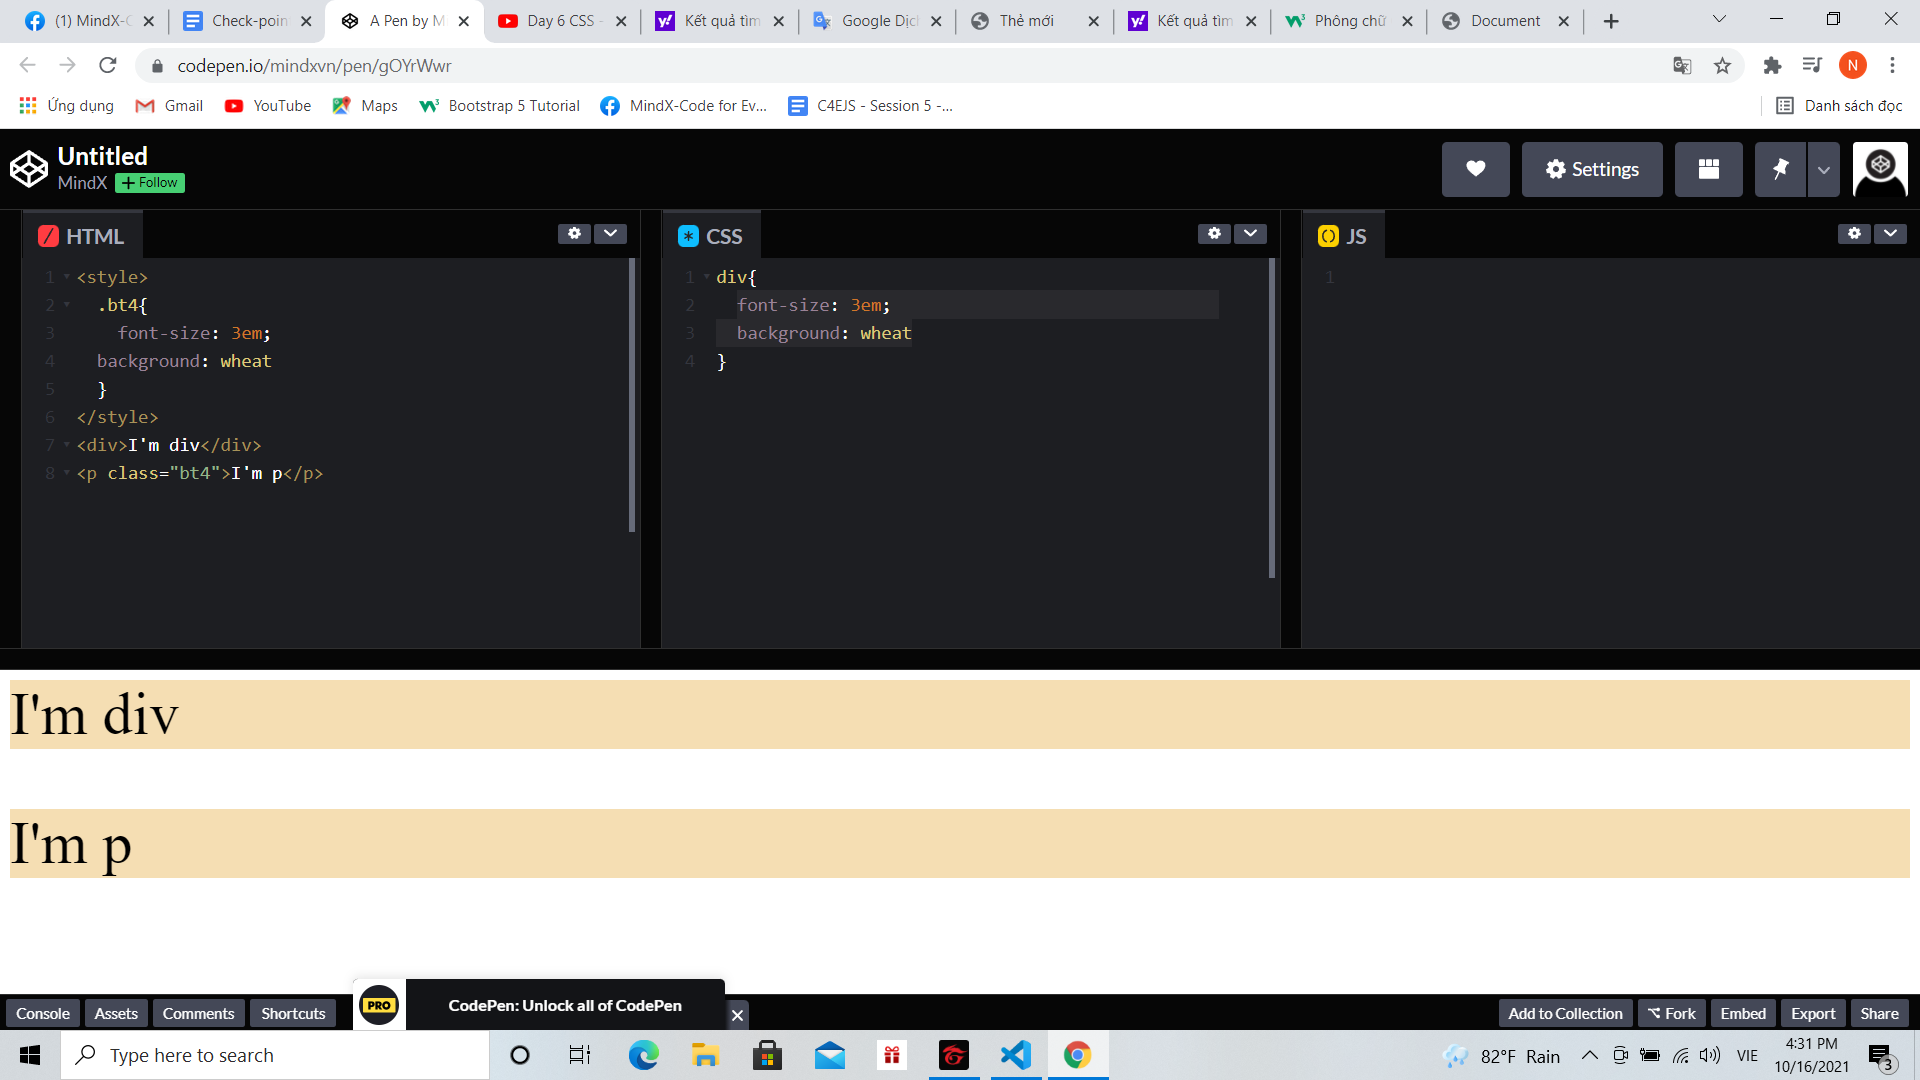 (1) MindX-C
Check-poin
A Pen by M
Day 6 CSS -
Kết quả tìm
Google Dịch
Thẻ mới
Kết quả tìm
Phông chữ
Document
codepen.io/mindxvn/pen/gOYrWwr
N
Ứng dụng
Gmail
YouTube
Maps
Bootstrap 5 Tutorial
MindX-Code for Ev...
C4EJS - Session 5 -...
Danh sách đọc
Untitled
MindX
+ Follow
Settings
HTML
1 <style>
2 .bt4{
3 font-size: 3em;
4 background: wheat
5 }
6 </style>
7 <div>I'm div</div>
8 <p class="bt4">I'm p</p>
CSS
1 div{
2 font-size: 3em;
3 background: wheat
4 }
JS
1
I'm div
I'm p
Console
Assets
Comments
Shortcuts
PRO
CodePen: Unlock all of CodePen
Add to Collection
Fork
Embed
Export
Share
Type here to search
82°F Rain
VIE
4:31 PM
10/16/2021
3